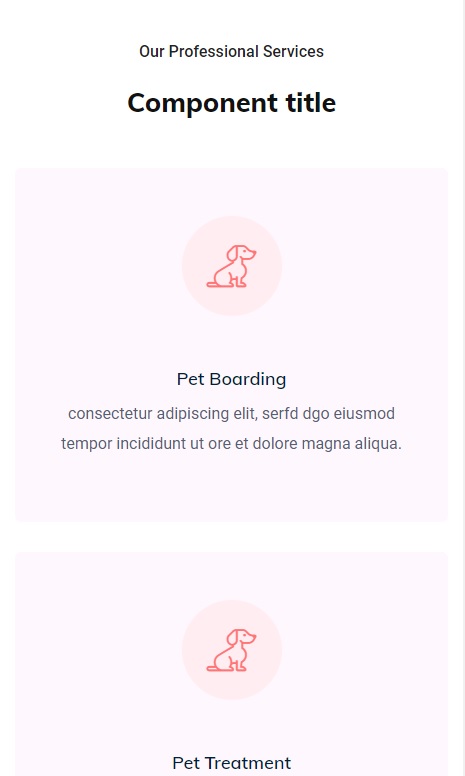 Our Professional Services
Component title
Pet Boarding
consectetur adipiscing elit, serfd dgo eiusmod
tempor incididunt ut ore et dolore magna aliqua.
Pet Treatment